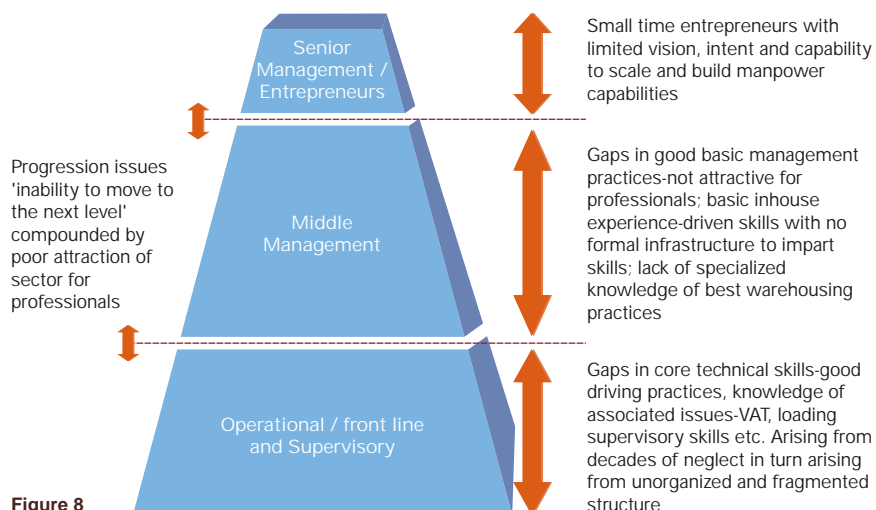 Senior
Management /
Entrepreneurs
Small time entrepreneurs with
limited vision, intent and capability
to scale and build manpower
capabilities
Progression issues
'inability to move to
the next level'
compounded by
poor attraction of
sector for
professionals
Middle
Management
Gaps in good basic management
practices-not attractive for
professionals; basic inhouse
experience-driven skills with no
formal infrastructure to impart
skills; lack of specialized
knowledge of best warehousing
practices
Operational / front line
and Supervisory
Gaps in core technical skills-good
driving practices, knowledge of
associated issues-VAT, loading
supervisory skills etc. Arising from
decades of neglect in turn arising
from unorganized and fragmented
structure
Figure 8